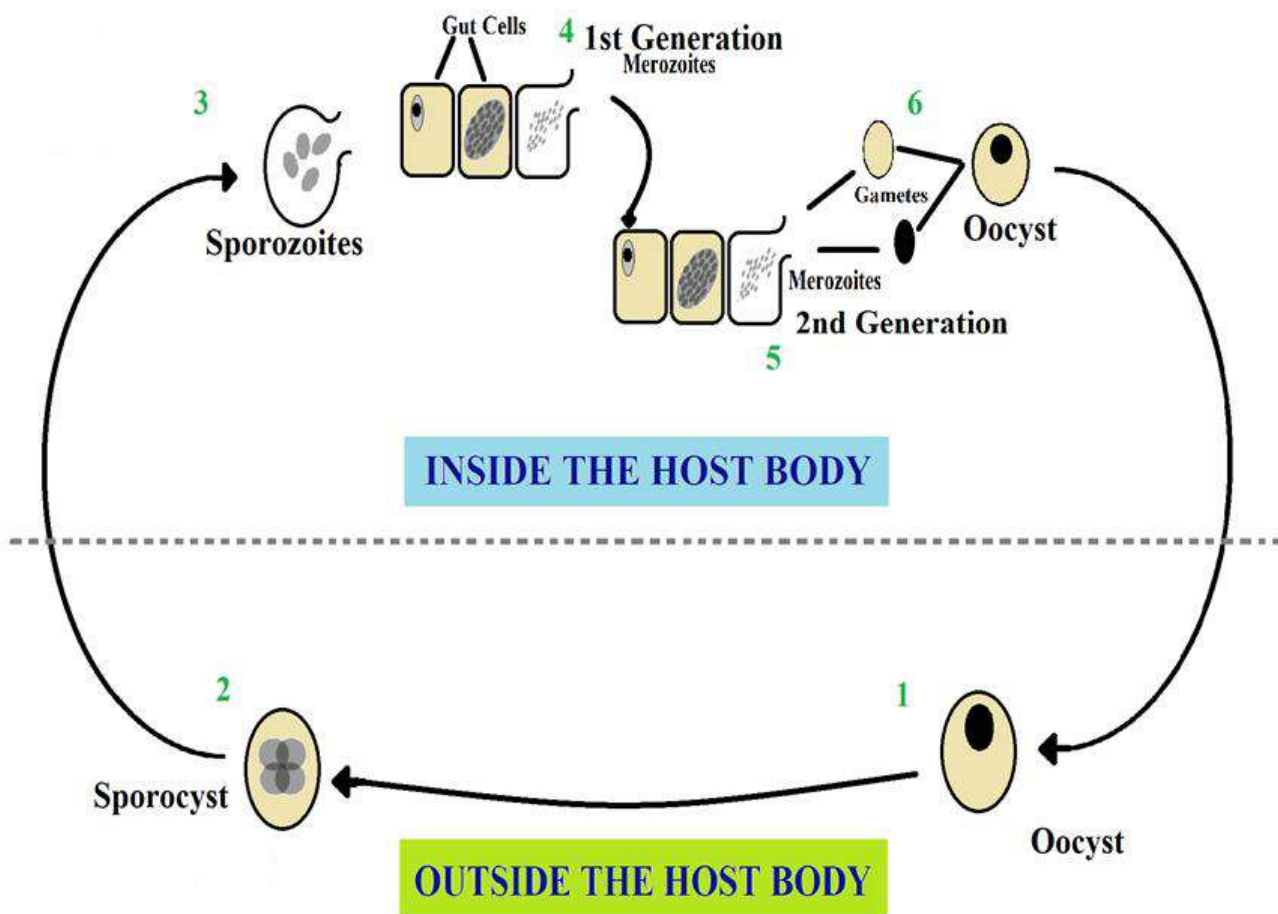 Gut Cells
4
1st Generation
Merozoites
3
6
Sporozoites
Gametes
Oocyst
Merozoites
2nd Generation
5
INSIDE THE HOST BODY
2
1
Sporocyst
Oocyst
OUTSIDE THE HOST BODY